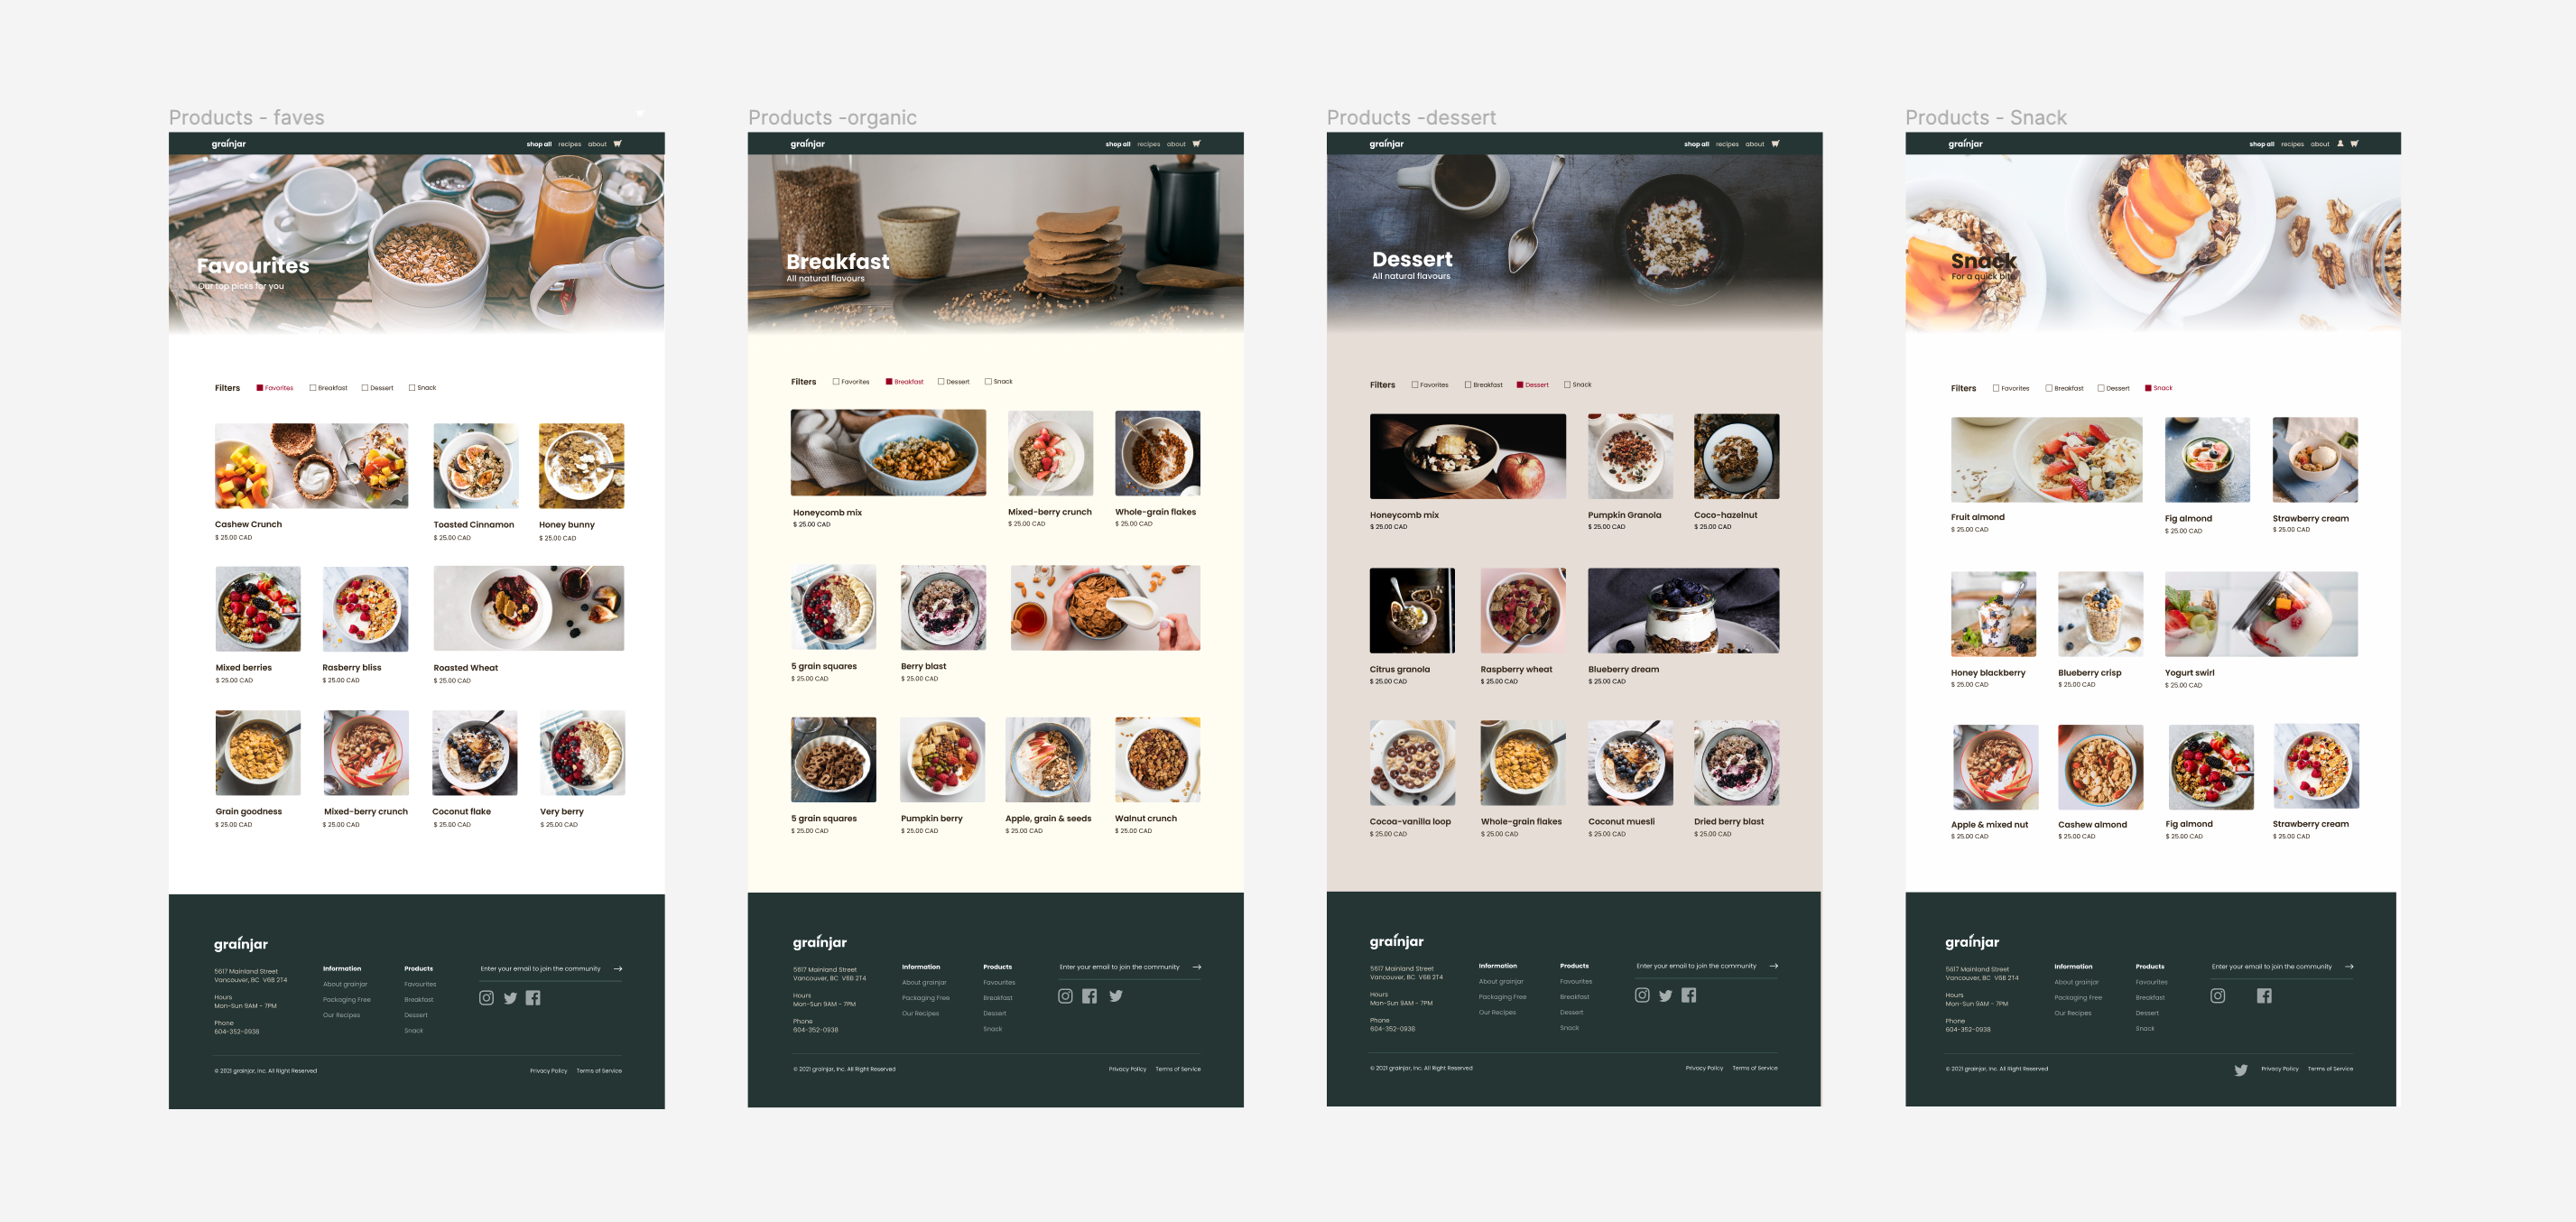 Products - faves
grainjar
shop all recipes about
Favourites
Our top picks for you
Filters Favorites Breakfast Dessert Snack
Cashew Crunch
$ 25.00 CAD
Toasted Cinnamon
$ 25.00 CAD
Honey bunny
$ 25.00 CAD
Mixed berries
$ 25.00 CAD
Rasberry bliss
$ 25.00 CAD
Roasted Wheat
$ 25.00 CAD
Grain goodness
$ 25.00 CAD
Mixed-berry crunch
$ 25.00 CAD
Coconut flake
$ 25.00 CAD
Very berry
$ 25.00 CAD
grainjar
5617 Mainland Street
Vancouver, BC V6B 2T4
Hours
Mon-Sun 9AM - 7PM
Phone
604-352-0938
Information
About grainjar
Packaging Free
Our Recipes
Products
Favourites
Breakfast
Dessert
Snack
Enter your email to join the community
© 2021 grainjar, Inc. All Right Reserved
Privacy Policy Terms of Service
Products -organic
grainjar
shop all recipes about
Breakfast
All natural flavours
Filters Favorites Breakfast Dessert Snack
Honeycomb mix
$ 25.00 CAD
Mixed-berry crunch
$ 25.00 CAD
Whole-grain flakes
$ 25.00 CAD
5 grain squares
$ 25.00 CAD
Berry blast
$ 25.00 CAD
5 grain squares
$ 25.00 CAD
Pumpkin berry
$ 25.00 CAD
Apple, grain & seeds
$ 25.00 CAD
Walnut crunch
$ 25.00 CAD
grainjar
5617 Mainland Street
Vancouver, BC V6B 2T4
Hours
Mon-Sun 9AM - 7PM
Phone
604-352-0938
Information
About grainjar
Packaging Free
Our Recipes
Products
Favourites
Breakfast
Dessert
Snack
Enter your email to join the community
© 2021 grainjar, Inc. All Right Reserved
Privacy Policy Terms of Service
Products -dessert
grainjar
shop all recipes about
Dessert
All natural flavours
Filters Favorites Breakfast Dessert Snack
Honeycomb mix
$ 25.00 CAD
Pumpkin Granola
$ 25.00 CAD
Coco-hazelnut
$ 25.00 CAD
Citrus granola
$ 25.00 CAD
Raspberry wheat
$ 25.00 CAD
Blueberry dream
$ 25.00 CAD
Cocoa-vanilla loop
$ 25.00 CAD
Whole-grain flakes
$ 25.00 CAD
Coconut muesli
$ 25.00 CAD
Dried berry blast
$ 25.00 CAD
grainjar
5617 Mainland Street
Vancouver, BC V6B 2T4
Hours
Mon-Sun 9AM - 7PM
Phone
604-352-0938
Information
About grainjar
Packaging Free
Our Recipes
Products
Favourites
Breakfast
Dessert
Snack
Enter your email to join the community
© 2021 grainjar, Inc. All Right Reserved
Privacy Policy Terms of Service
Products - Snack
grainjar
shop all recipes about
Snack
For a quick bite
Filters Favorites Breakfast Dessert Snack
Fruit almond
$ 25.00 CAD
Fig almond
$ 25.00 CAD
Strawberry cream
$ 25.00 CAD
Honey blackberry
$ 25.00 CAD
Blueberry crisp
$ 25.00 CAD
Yogurt swirl
$ 25.00 CAD
Apple & mixed nut
$ 25.00 CAD
Cashew almond
$ 25.00 CAD
Fig almond
$ 25.00 CAD
Strawberry cream
$ 25.00 CAD
grainjar
5617 Mainland Street
Vancouver, BC V6B 2T4
Hours
Mon-Sun 9AM - 7PM
Phone
604-352-0938
Information
About grainjar
Packaging Free
Our Recipes
Products
Favourites
Breakfast
Dessert
Snack
Enter your email to join the community
© 2021 grainjar, Inc. All Right Reserved
Privacy Policy Terms of Service